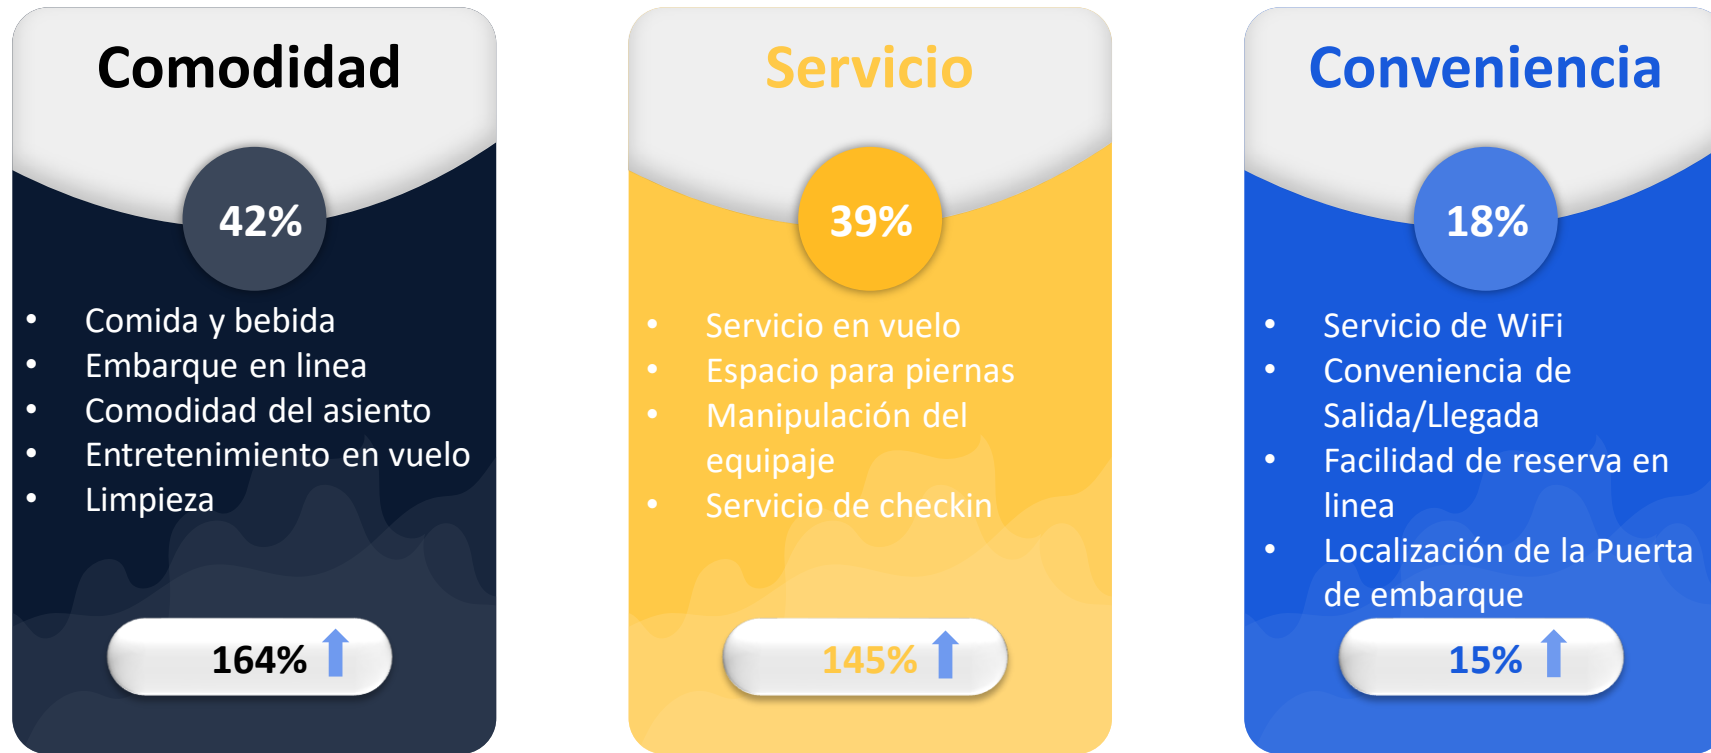 Comodidad
42%
• Comida y bebida
• Embarque en linea
• Comodidad del asiento
• Entretenimiento en vuelo
• Limpieza
164%
Servicio
39%
• Servicio en vuelo
• Espacio para piernas
• Manipulación del
equipaje
• Servicio de checkin
145%
Conveniencia
18%
• Servicio de WiFi
• Conveniencia de
Salida/Llegada
• Facilidad de reserva en
linea
• Localización de la Puerta
de embarque
15%